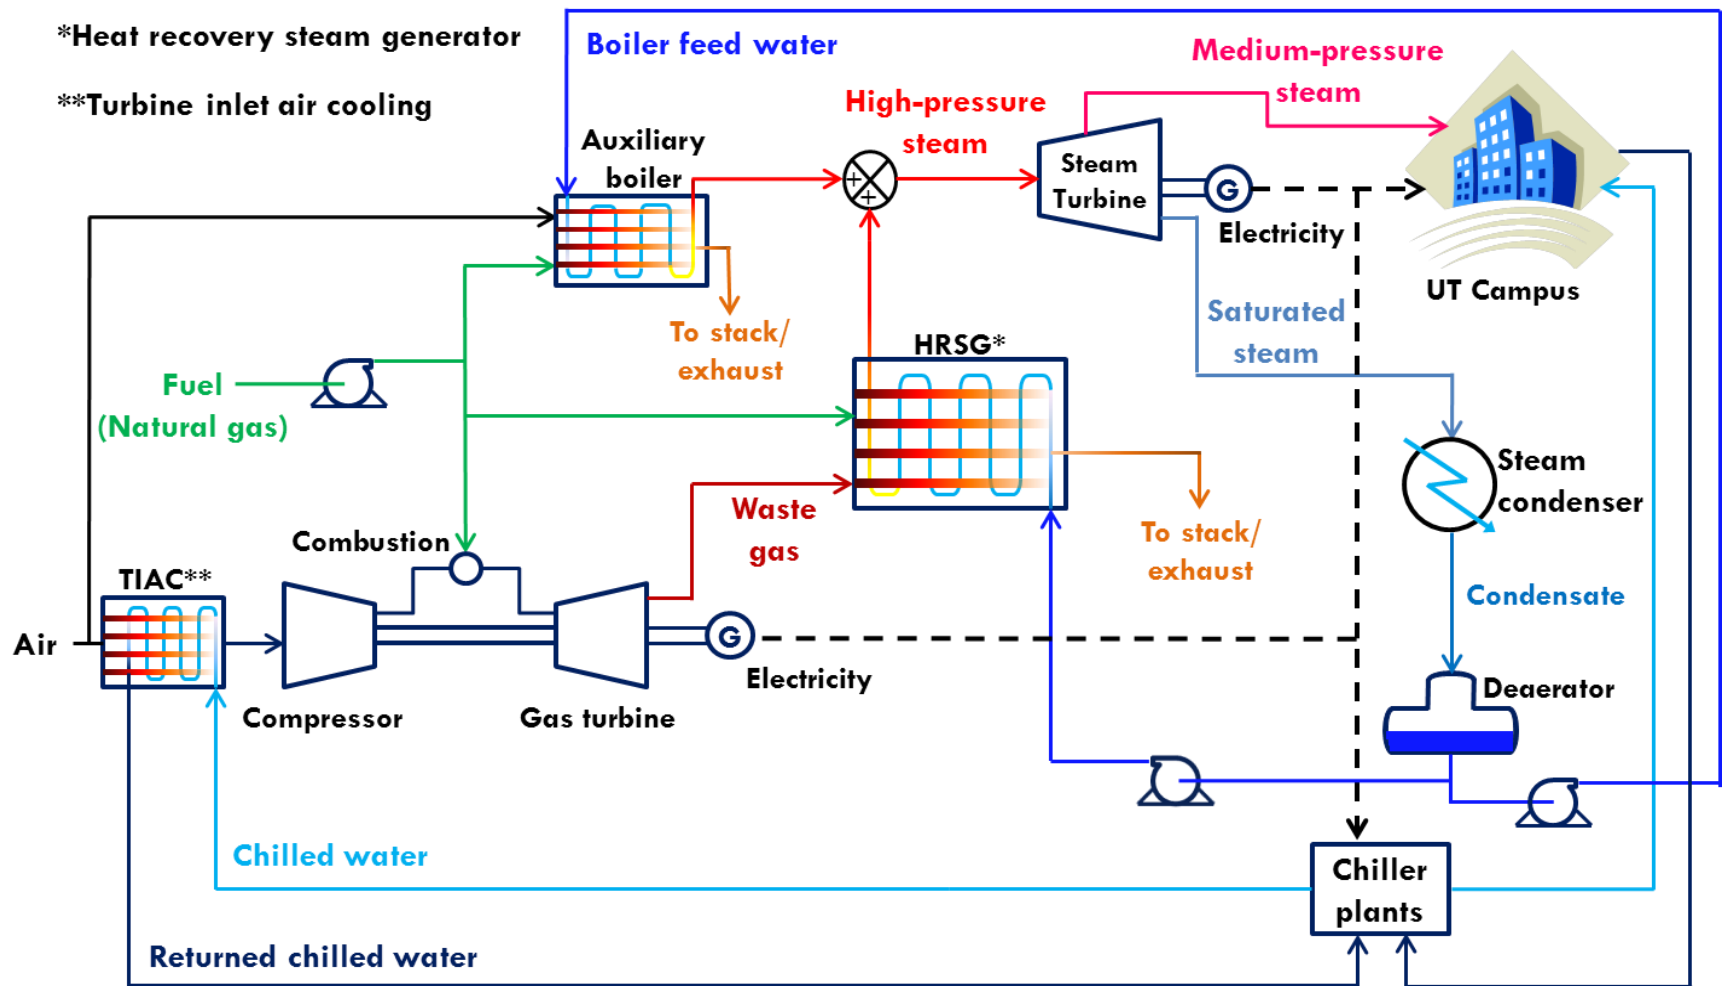 *Heat recovery steam generator
**Turbine inlet air cooling
Boiler feed water
Medium-pressure
steam
High-pressure
steam
Auxiliary
boiler
Steam
Turbine
G
Electricity
UT Campus
To stack/
exhaust
Saturated
steam
HRSG*
Fuel
(Natural gas)
Steam
condenser
Waste
gas
To stack/
exhaust
Combustion
TIAC**
Condensate
Air
G
Electricity
Deaerator
Compressor
Gas turbine
Chilled water
Chiller
plants
Returned chilled water